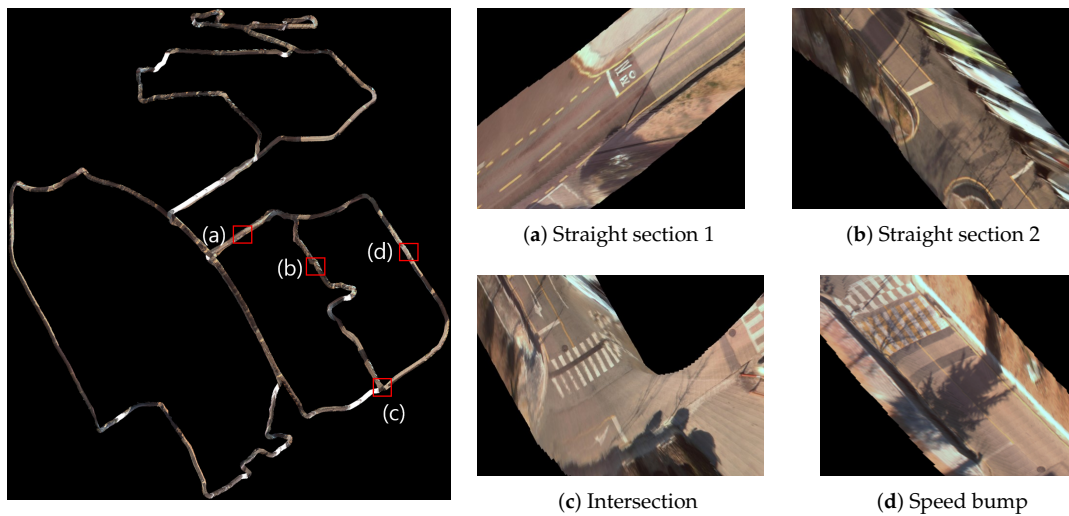 (a)
(b)
(d)
(c)
(a) Straight section 1
(b) Straight section 2
(c) Intersection
(d) Speed bump